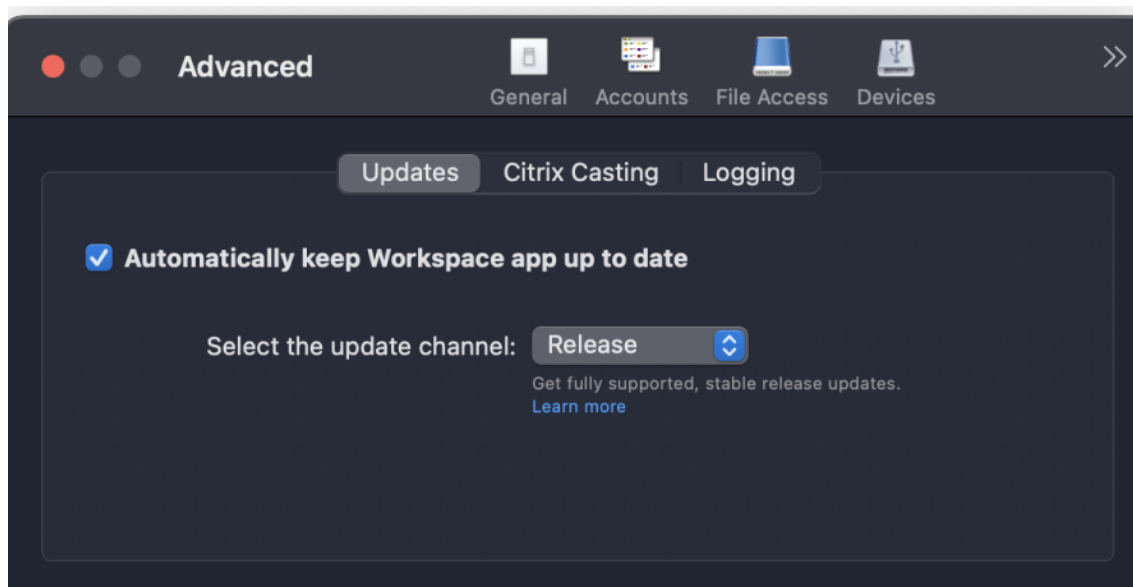 Advanced
General Accounts File Access Devices
Updates Citrix Casting Logging
Automatically keep Workspace app up to date
Select the update channel: Release
Get fully supported, stable release updates.
Learn more